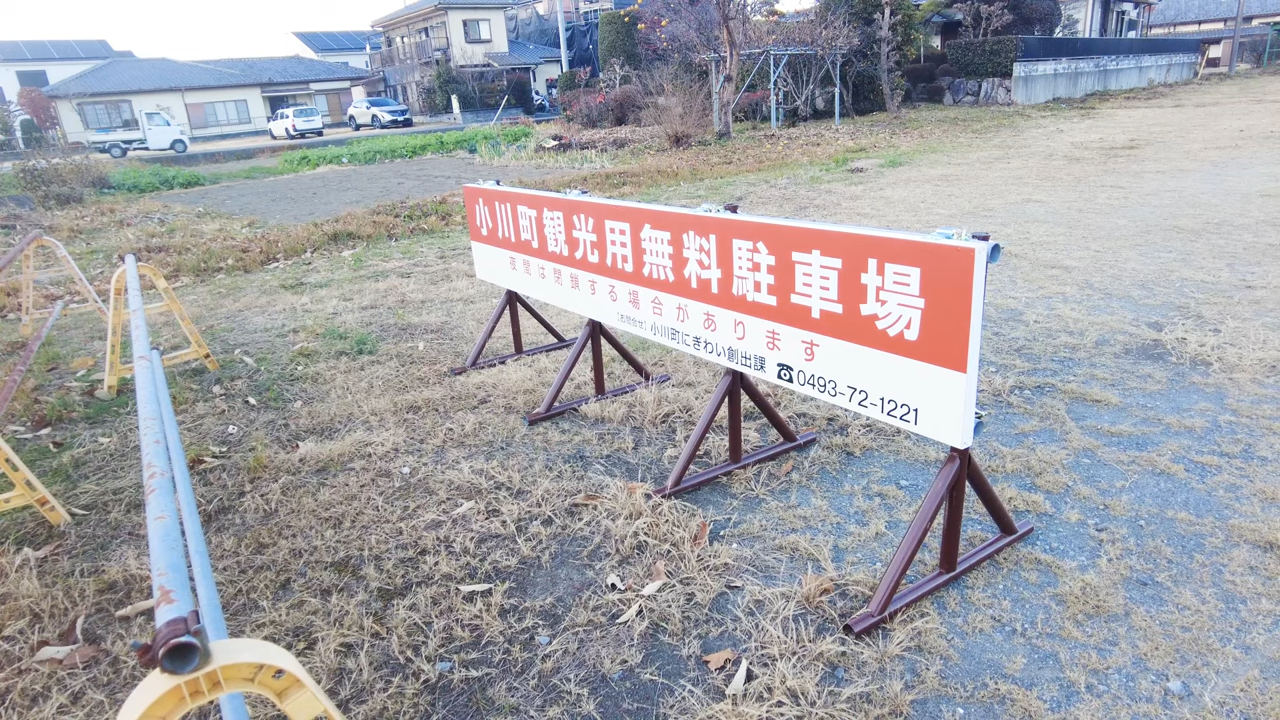 小川町観光用無料駐車場
夜間は閉鎖する場合があります
【お問合せ】小川町にぎわい創出課 ☎0493-72-1221